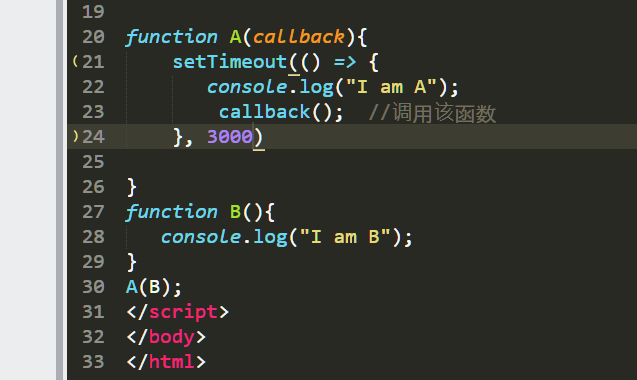 19
20 function A(callback){
21     setTimeout(() => {
22        console.log("I am A");
23         callback();  //调用该函数
24     }, 3000)
25
26 }
27 function B(){
28    console.log("I am B");
29 }
30 A(B);
31 </script>
32 </body>
33 </html>